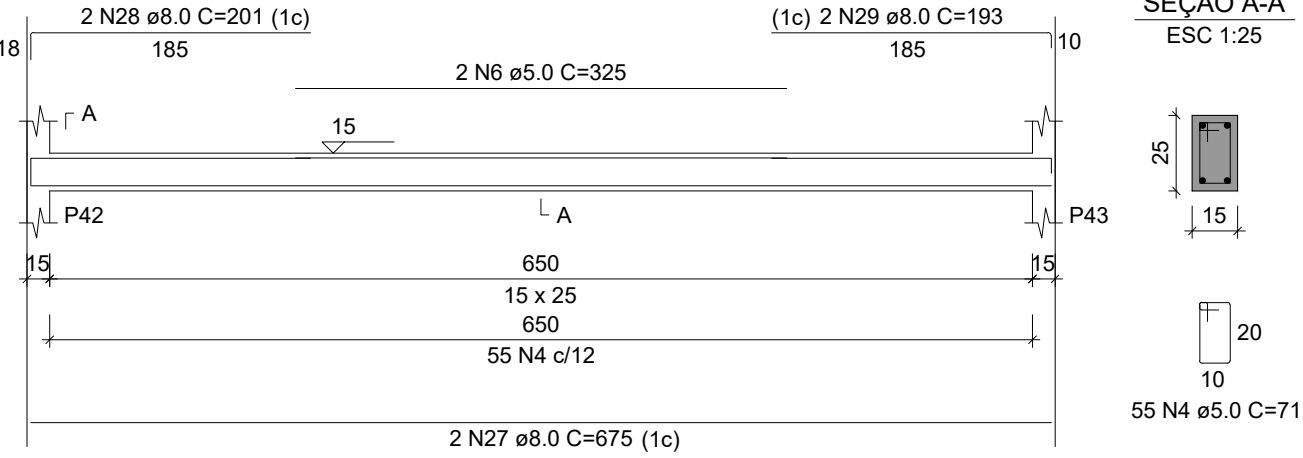 2 N28 ø8.0 C=201 (1c)
(1c) 2 N29 ø8.0 C=193
SEÇÃO A-A
ESC 1:25
18
185
185
10
2 N6 ø5.0 C=325
A
15
25
P42
A
P43
15
15
650
15
15 x 25
650
20
55 N4 c/12
10
55 N4 ø5.0 C=71
2 N27 ø8.0 C=675 (1c)